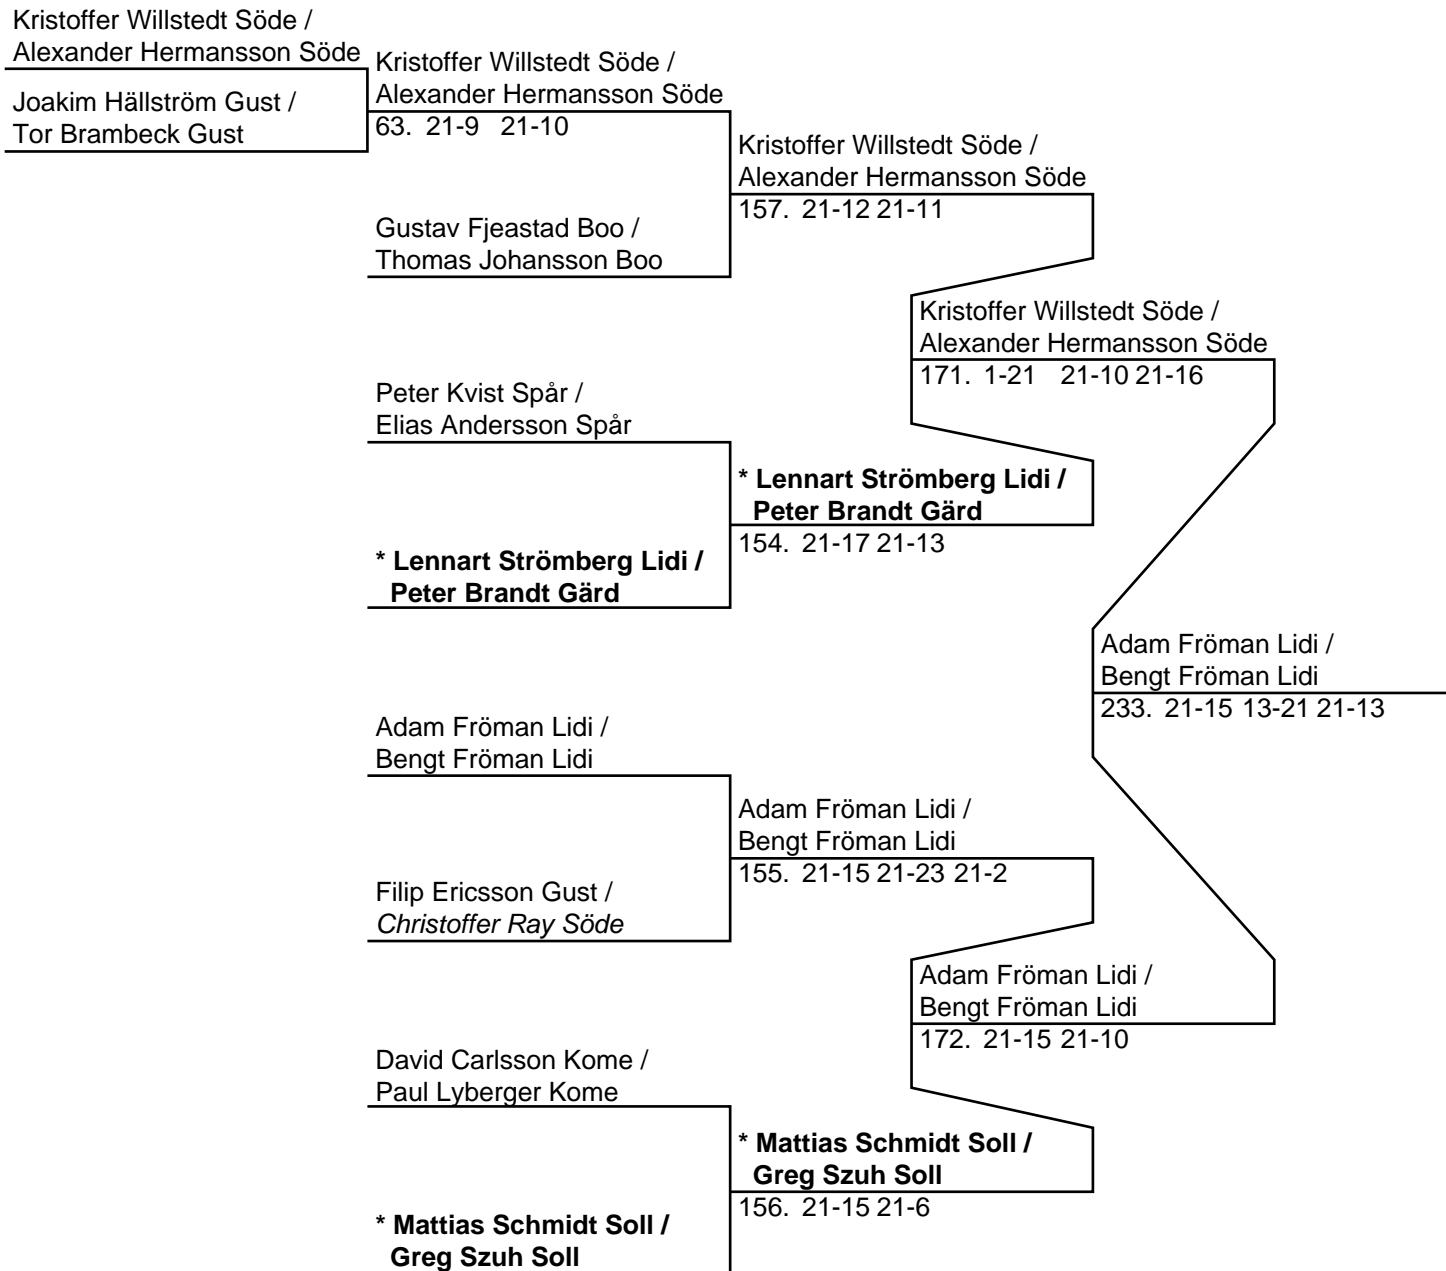 Kristoffer Willstedt Söde /
Alexander Hermansson Söde
Joakim Hällström Gust /
Tor Brambeck Gust
Kristoffer Willstedt Söde /
Alexander Hermansson Söde
63. 21-9 21-10
Gustav Fjeastad Boo /
Thomas Johansson Boo
Peter Kvist Spår /
Elias Andersson Spår
* Lennart Strömberg Lidi /
Peter Brandt Gärd
Adam Fröman Lidi /
Bengt Fröman Lidi
Filip Ericsson Gust /
Christoffer Ray Söde
David Carlsson Kome /
Paul Lyberger Kome
* Mattias Schmidt Soll /
Greg Szuh Soll
Kristoffer Willstedt Söde /
Alexander Hermansson Söde
157. 21-12 21-11
* Lennart Strömberg Lidi /
Peter Brandt Gärd
154. 21-17 21-13
Adam Fröman Lidi /
Bengt Fröman Lidi
155. 21-15 21-23 21-2
* Mattias Schmidt Soll /
Greg Szuh Soll
156. 21-15 21-6
Kristoffer Willstedt Söde /
Alexander Hermansson Söde
171. 1-21 21-10 21-16
Adam Fröman Lidi /
Bengt Fröman Lidi
172. 21-15 21-10
Adam Fröman Lidi /
Bengt Fröman Lidi
233. 21-15 13-21 21-13